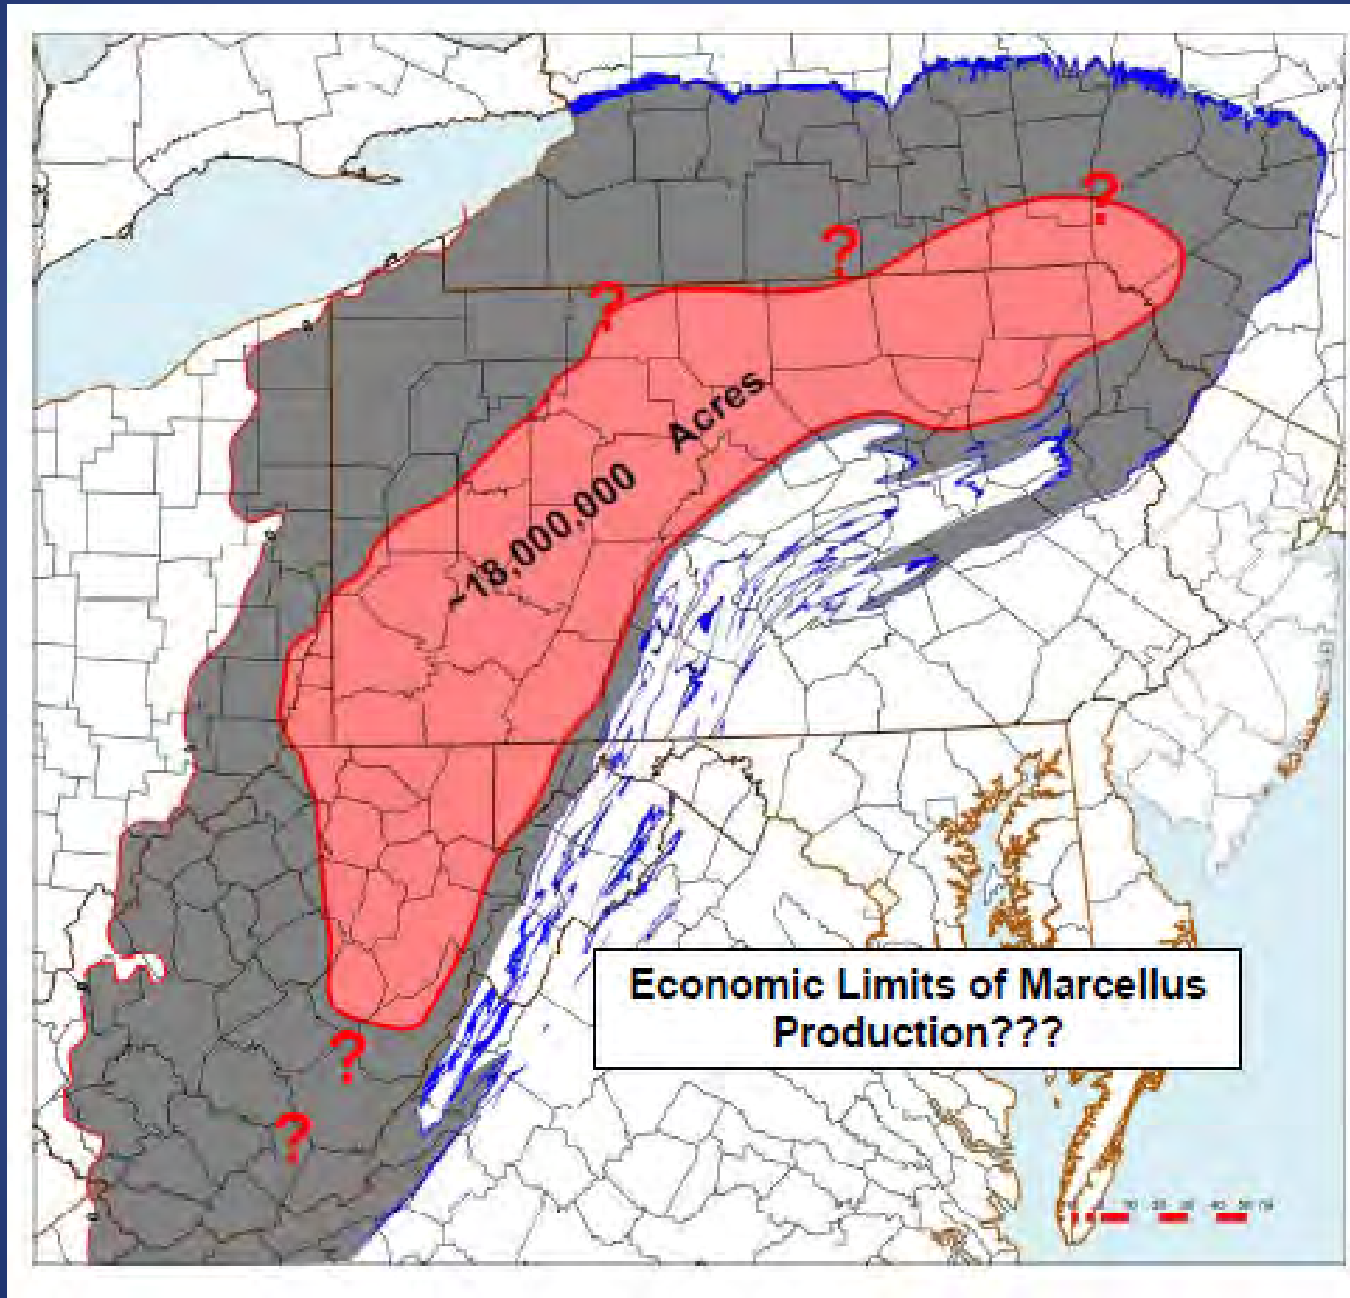 ?
?
?
~18,000,000 Acres
?
?
Economic Limits of Marcellus
Production???